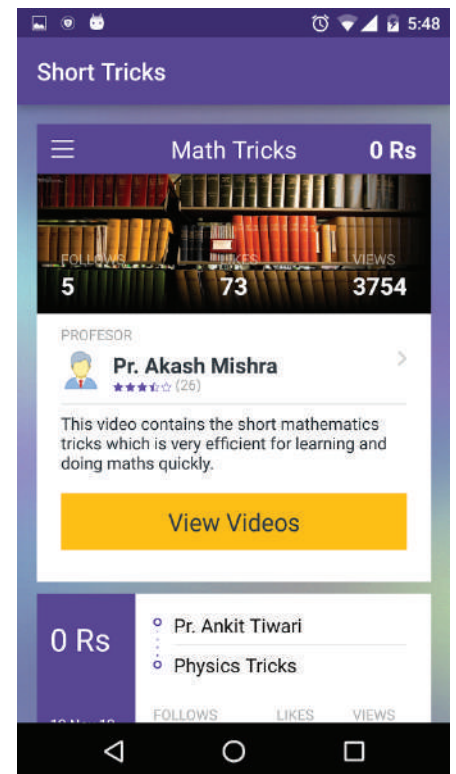 5:48
Short Tricks
Math Tricks 0 Rs
FOLLOWS LIKES VIEWS
5 73 3754
PROFESOR
Pr. Akash Mishra
(26)
This video contains the short mathematics
tricks which is very efficient for learning and
doing maths quickly.
View Videos
0 Rs
Pr. Ankit Tiwari
Physics Tricks
FOLLOWS LIKES VIEWS